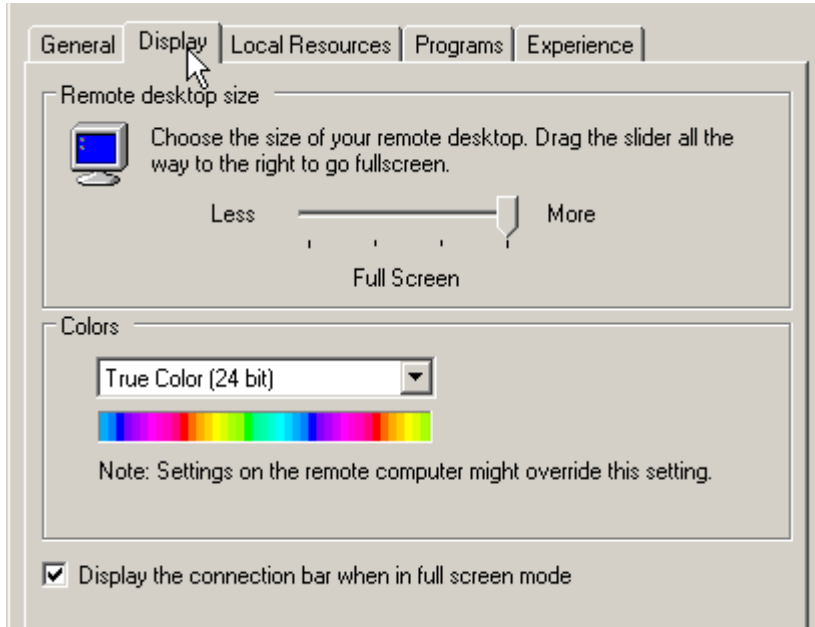 General Display Local Resources Programs Experience
Remote desktop size
Choose the size of your remote desktop. Drag the slider all the
way to the right to go fullscreen.
Less More
Full Screen
Colors
True Color (24 bit)
Note: Settings on the remote computer might override this setting.
Display the connection bar when in full screen mode